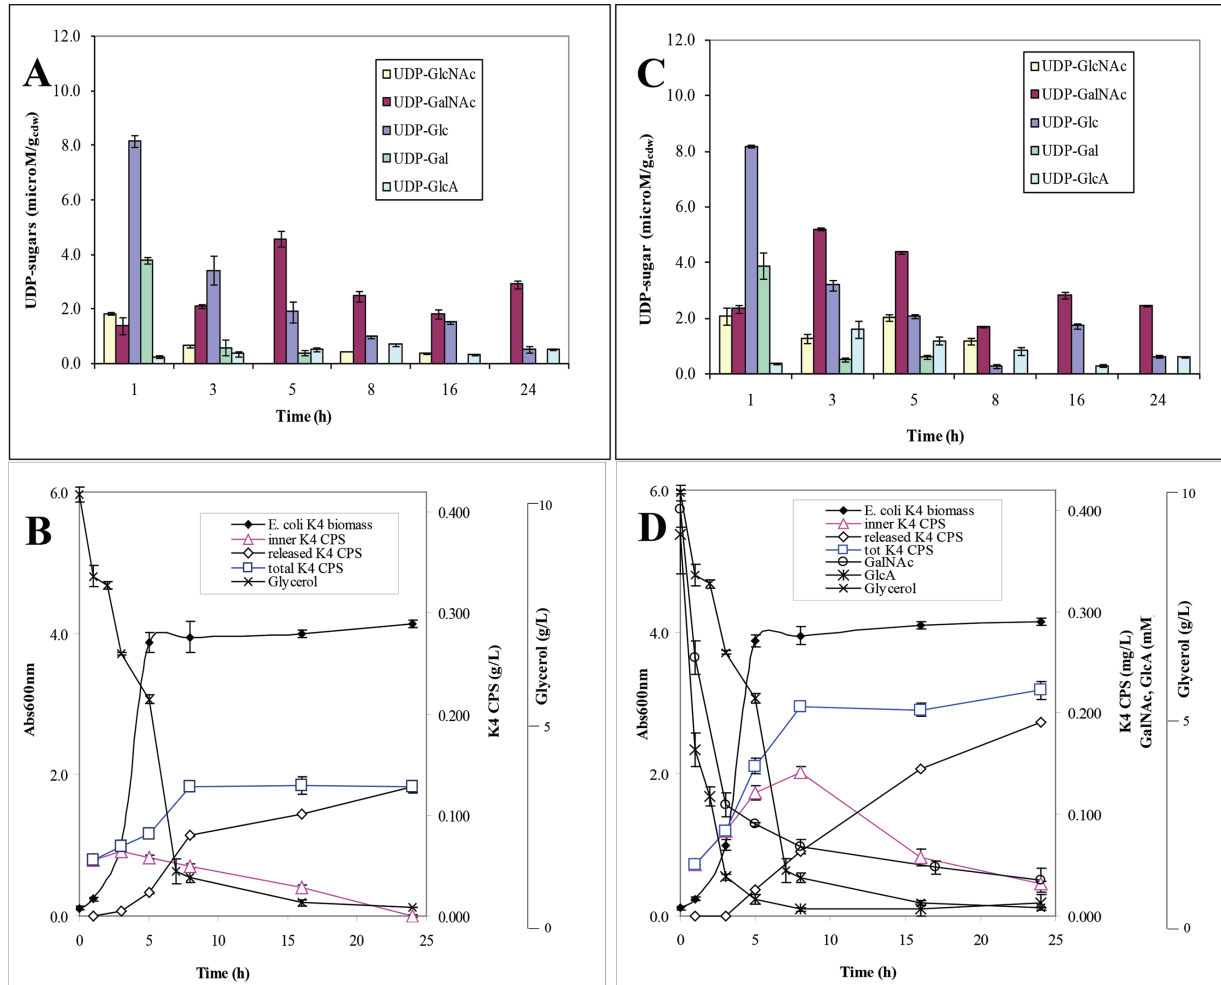 A
12.0
10.0
8.0
6.0
4.0
2.0
0.0
UDP-sugars (microM/gcdw)
UDP-GlcNAc
UDP-GalNAc
UDP-Glc
UDP-Gal
UDP-GlcA
1 3 5 8 16 24
Time (h)
C
12.0
10.0
8.0
6.0
4.0
2.0
0.0
UDP-sugar (microM/gcdw)
UDP-GlcNAc
UDP-GalNAc
UDP-Glc
UDP-Gal
UDP-GlcA
1 3 5 8 16 24
Time (h)
B
6.0
4.0
2.0
0.0
Abs600nm
E. coli K4 biomass
inner K4 CPS
released K4 CPS
total K4 CPS
Glycerol
0.400
0.300
0.200
0.100
0.000
K4 CPS (g/L)
10
5
0
Glycerol (g/L)
0 5 10 15 20 25
Time (h)
D
6.0
4.0
2.0
0.0
Abs600nm
E. coli K4 biomass
inner K4 CPS
released K4 CPS
tot K4 CPS
GalNAc
GlcA
Glycerol
0.400
0.300
0.200
0.100
0.000
K4 CPS (mg/L)
GalNAc, GlcA (mM
10
5
0
Glycerol (g/L)
0 5 10 15 20 25
Time (h)